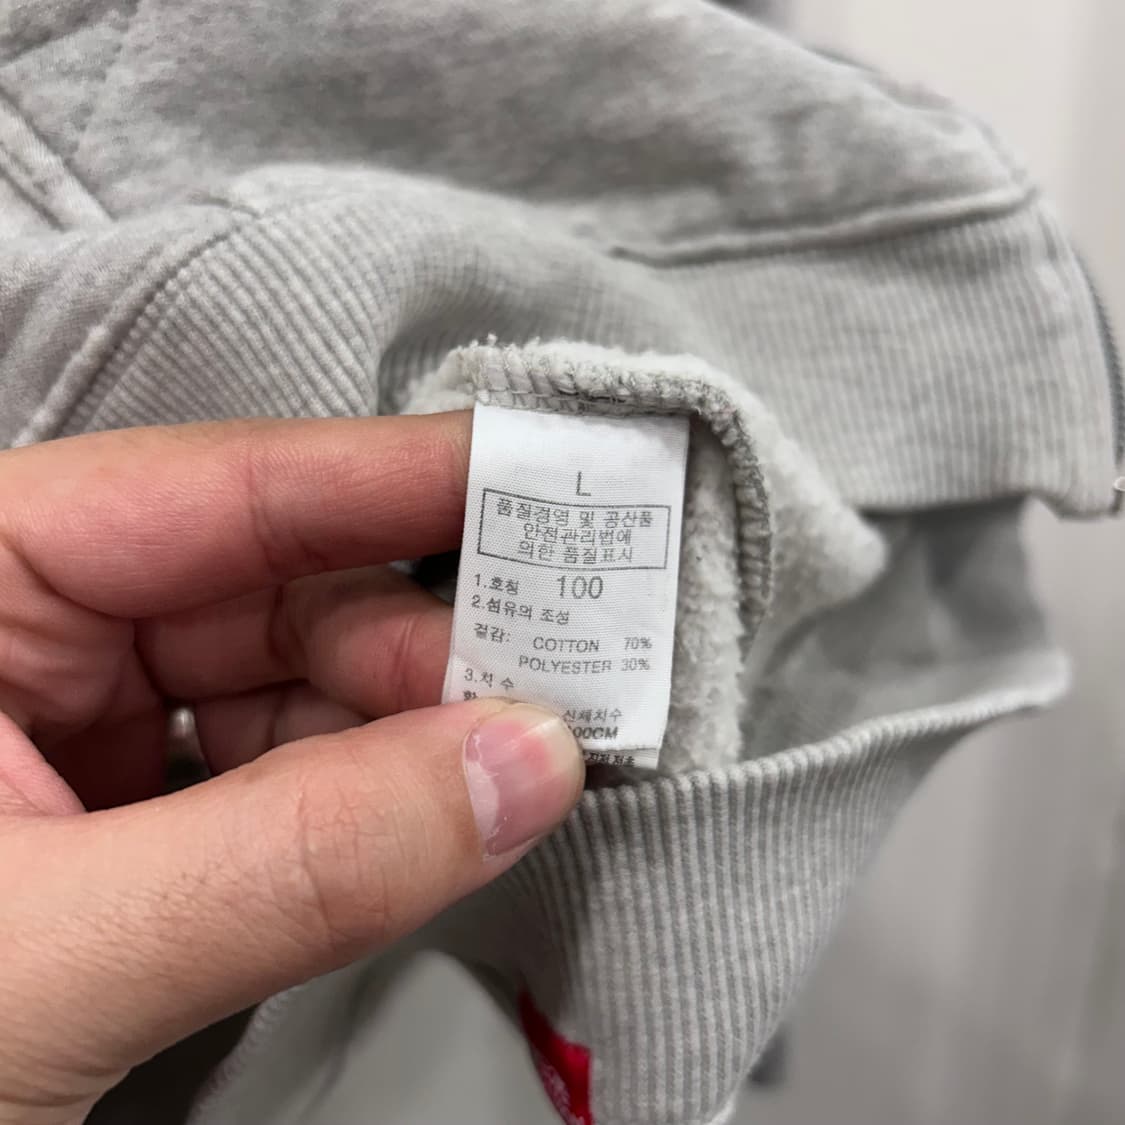 L
품질경영 및 공산품
안전관리법에
의한 품질표시
1.호칭 100
2.섬유의 조성
겉감: COTTON 70%
POLYESTER 30%
3.치 수
신체치수
00CM